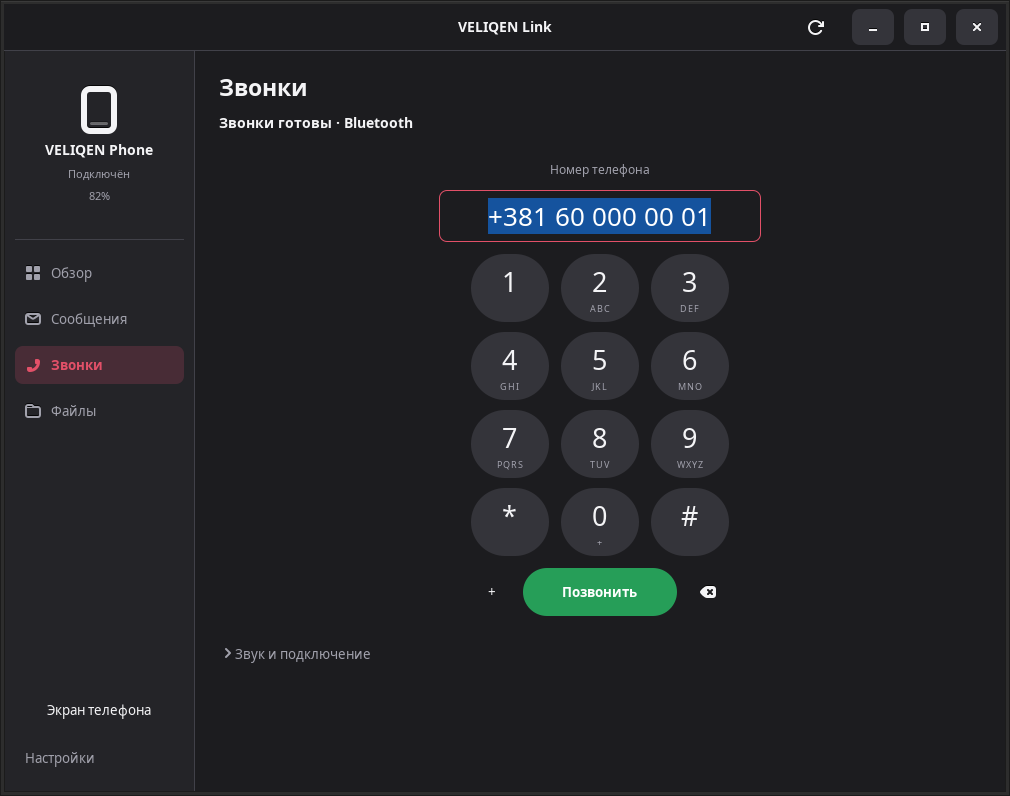 VELIQEN Link
VELIQEN Phone
Подключён
82%
Обзор
Сообщения
Звонки
Файлы
Экран телефона
Настройки
Звонки
Звонки готовы · Bluetooth
Номер телефона
+381 60 000 00 01
1 2 3
ABC DEF
4 5 6
GHI JKL MNO
7 8 9
PQRS TUV WXYZ
* 0 #
+
+ Позвонить
Звук и подключение